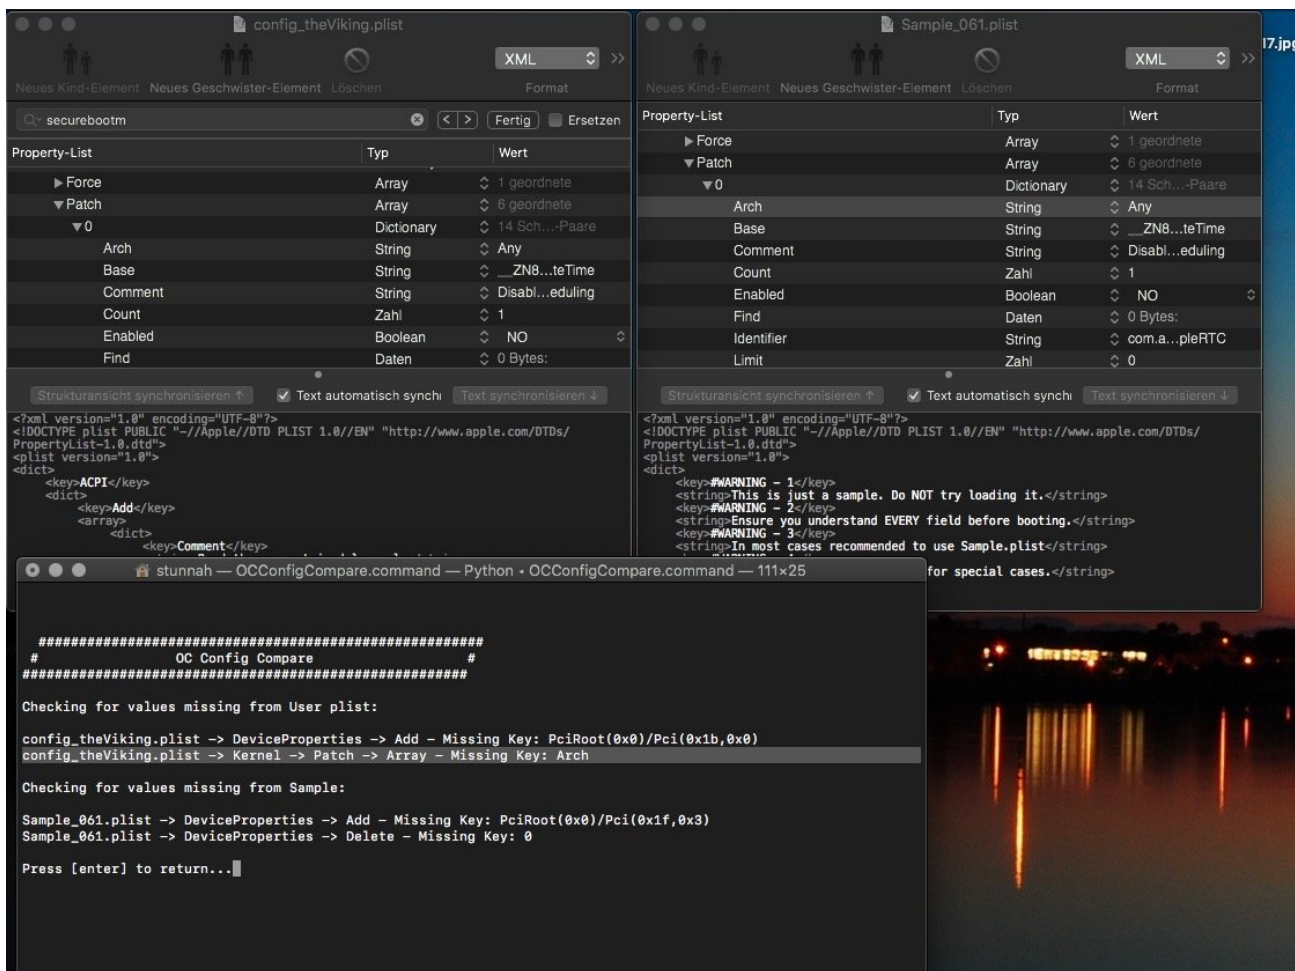 config_theViking.plist
Neues Kind-Element Neues Geschwister-Element Löschen
XML
Format
securebootm
Fertig
Ersetzen
Property-List Typ Wert
Force Array 1 geordnete
Patch Array 6 geordnete
0 Dictionary 14 Sch...-Paare
Arch String Any
Base String __ZN8...teTime
Comment String Disabl...eduling
Count Zahl 1
Enabled Boolean NO
Find Daten 0 Bytes:
Strukturansicht synchronisieren ↑ Text automatisch synchı Text synchronisieren ↓
<?xml version="1.0" encoding="UTF-8"?>
<!DOCTYPE plist PUBLIC "-//Apple//DTD PLIST 1.0//EN" "http://www.apple.com/DTDs/
PropertyList-1.0.dtd">
<plist version="1.0">
<dict>
<key>ACPI</key>
<dict>
<key>Add</key>
<array>
<dict>
<key>Comment</key>
Sample_061.plist
Neues Kind-Element Neues Geschwister-Element Löschen
XML
Format
Property-List Typ Wert
Force Array 1 geordnete
Patch Array 6 geordnete
0 Dictionary 14 Sch...-Paare
Arch String Any
Base String __ZN8...teTime
Comment String Disabl...eduling
Count Zahl 1
Enabled Boolean NO
Find Daten 0 Bytes:
Identifier String com.a...pleRTC
Limit Zahl 0
Strukturansicht synchronisieren ↑ Text automatisch synchı Text synchronisieren ↓
<?xml version="1.0" encoding="UTF-8"?>
<!DOCTYPE plist PUBLIC "-//Apple//DTD PLIST 1.0//EN" "http://www.apple.com/DTDs/
PropertyList-1.0.dtd">
<plist version="1.0">
<dict>
<key>#WARNING - 1</key>
<string>This is just a sample. Do NOT try loading it.</string>
<key>#WARNING - 2</key>
<string>Ensure you understand EVERY field before booting.</string>
<key>#WARNING - 3</key>
<string>In most cases recommended to use Sample.plist</string>
for special cases.</string>
l7.jpg
stunnah — OCConfigCompare.command — Python ◂ OCConfigCompare.command — 111×25
#######################################################
# OC Config Compare #
#######################################################
Checking for values missing from User plist:
config_theViking.plist -> DeviceProperties -> Add - Missing Key: PciRoot(0x0)/Pci(0x1b,0x0)
config_theViking.plist -> Kernel -> Patch -> Array - Missing Key: Arch
Checking for values missing from Sample:
Sample_061.plist -> DeviceProperties -> Add - Missing Key: PciRoot(0x0)/Pci(0x1f,0x3)
Sample_061.plist -> DeviceProperties -> Delete - Missing Key: 0
Press [enter] to return...